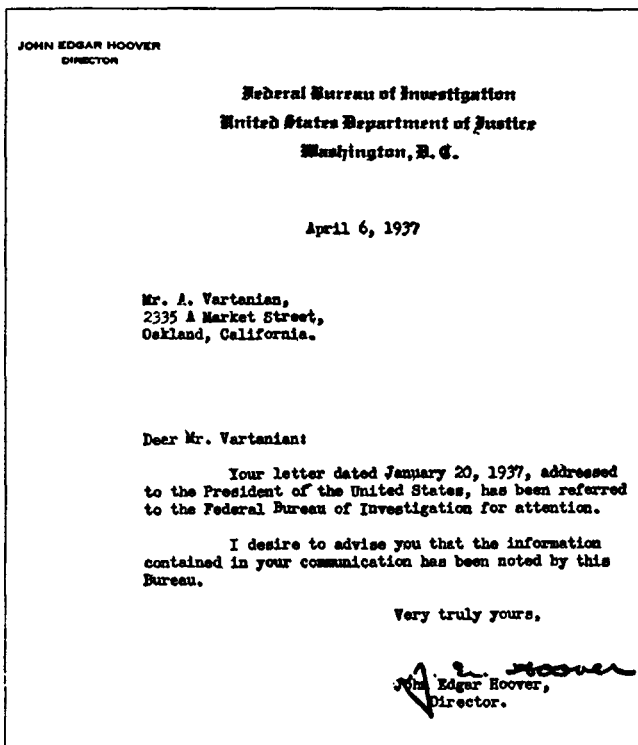 JOHN EDGAR HOOVER
DIRECTOR
Federal Bureau of Investigation
United States Department of Justice
Washington, D. C.
April 6, 1937
Mr. A. Vartanian,
2335 A Market Street,
Oakland, California.
Dear Mr. Vartanian:
Your letter dated January 20, 1937, addressed
to the President of the United States, has been referred
to the Federal Bureau of Investigation for attention.
I desire to advise you that the information
contained in your communication has been noted by this
Bureau.
Very truly yours,
J. E. Hoover
John Edgar Hoover,
Director.